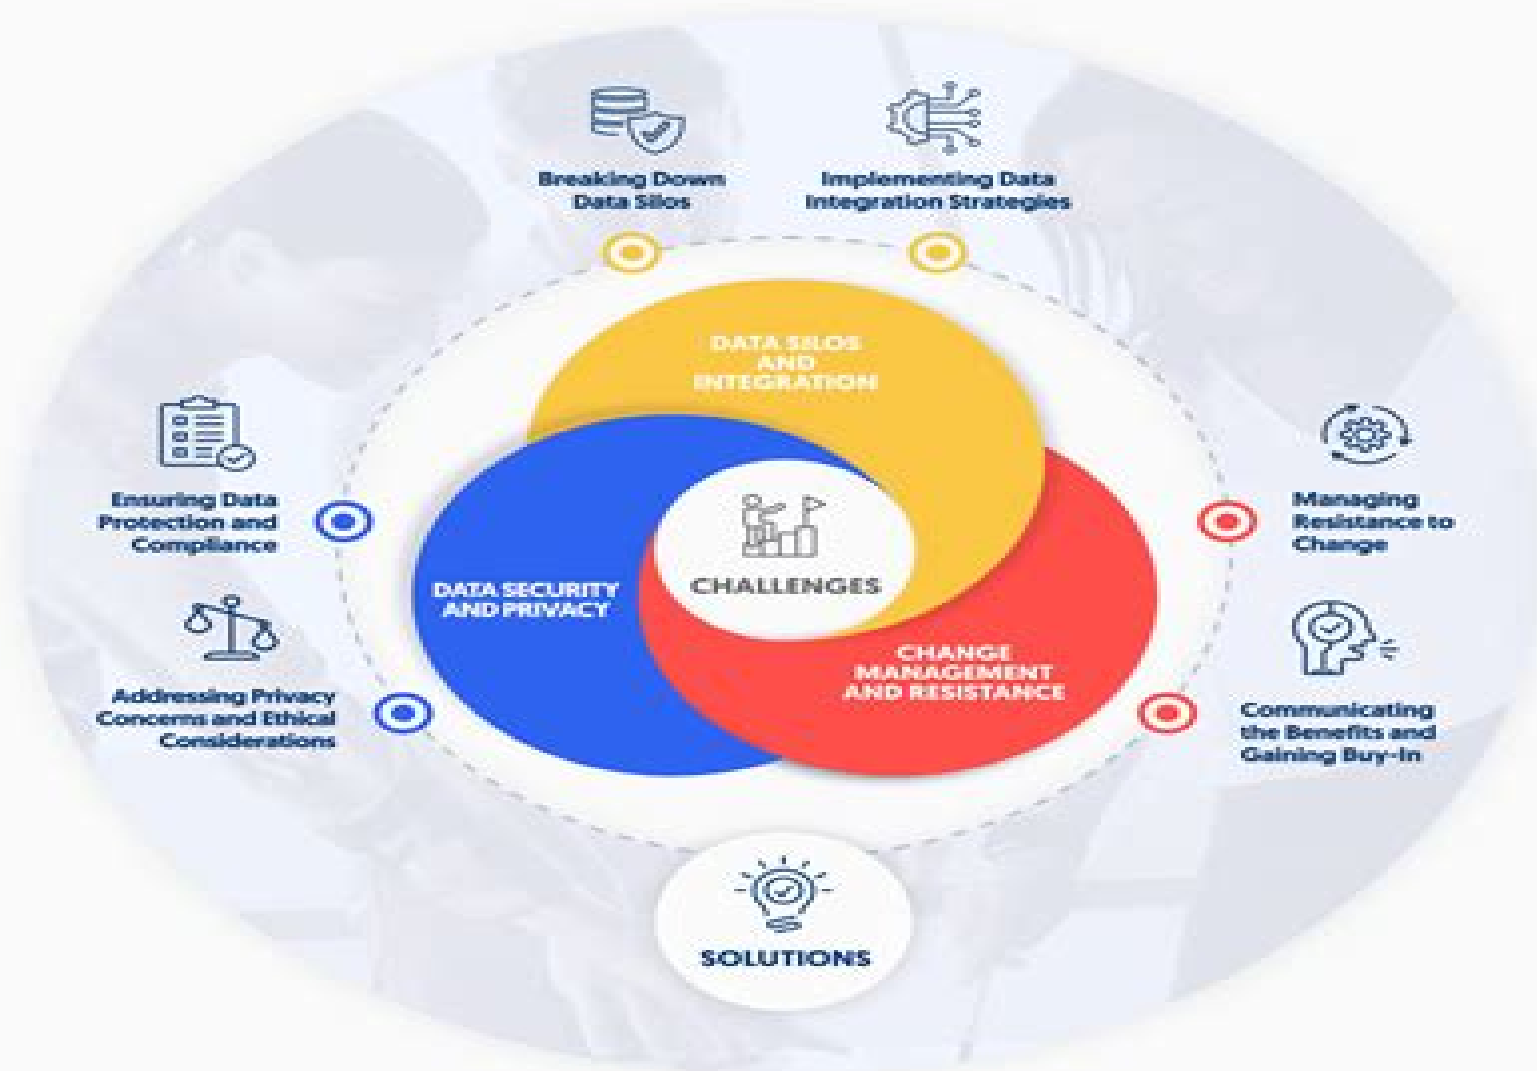 Breaking Down
Data Silos
Implementing Data
Integration Strategies
DATA SILOS
AND
INTEGRATION
Ensuring Data
Protection and
Compliance
Managing
Resistance to
Change
DATA SECURITY
AND PRIVACY
CHALLENGES
CHANGE
MANAGEMENT
AND RESISTANCE
Addressing Privacy
Concerns and Ethical
Considerations
Communicating
the Benefits and
Gaining Buy-In
SOLUTIONS